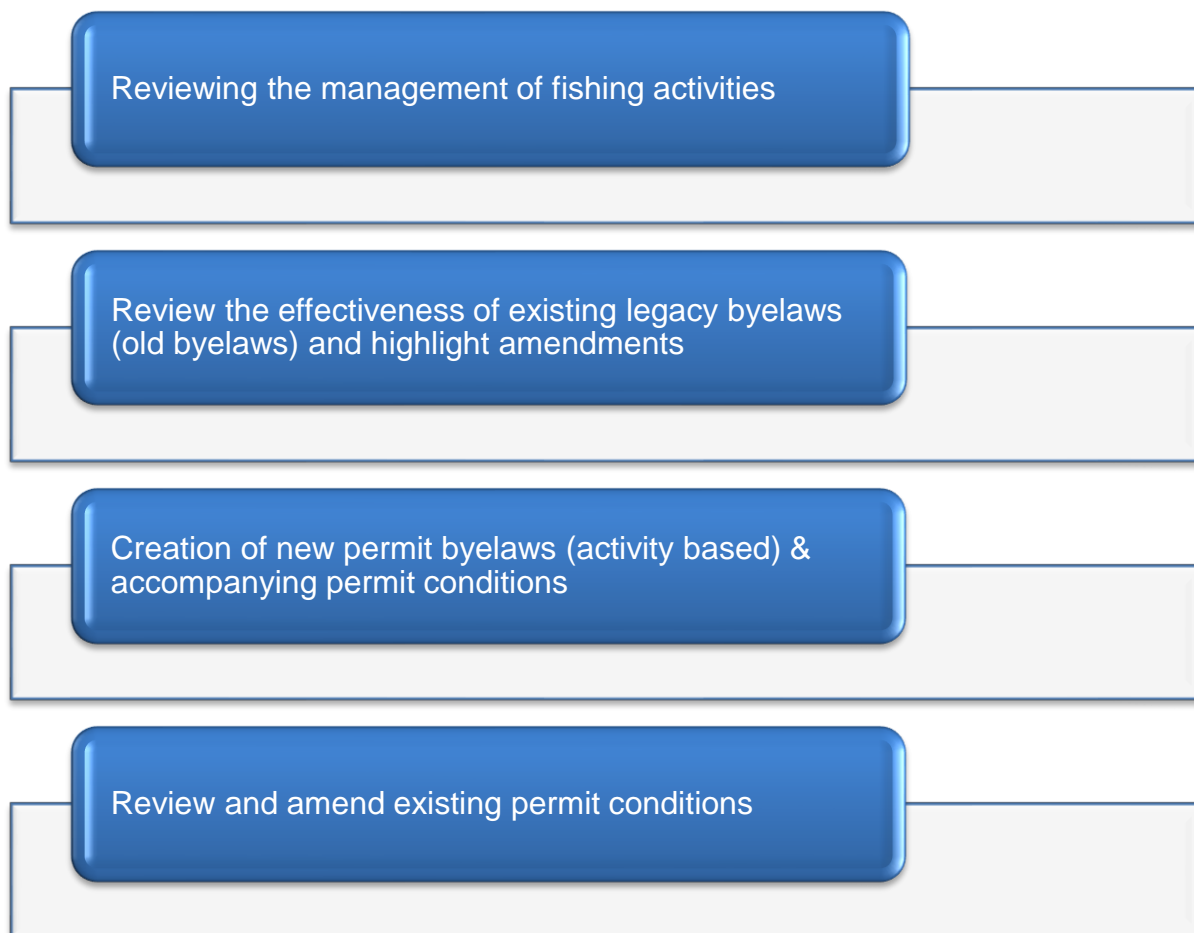 Reviewing the management of fishing activities
Review the effectiveness of existing legacy byelaws
(old byelaws) and highlight amendments
Creation of new permit byelaws (activity based) &
accompanying permit conditions
Review and amend existing permit conditions